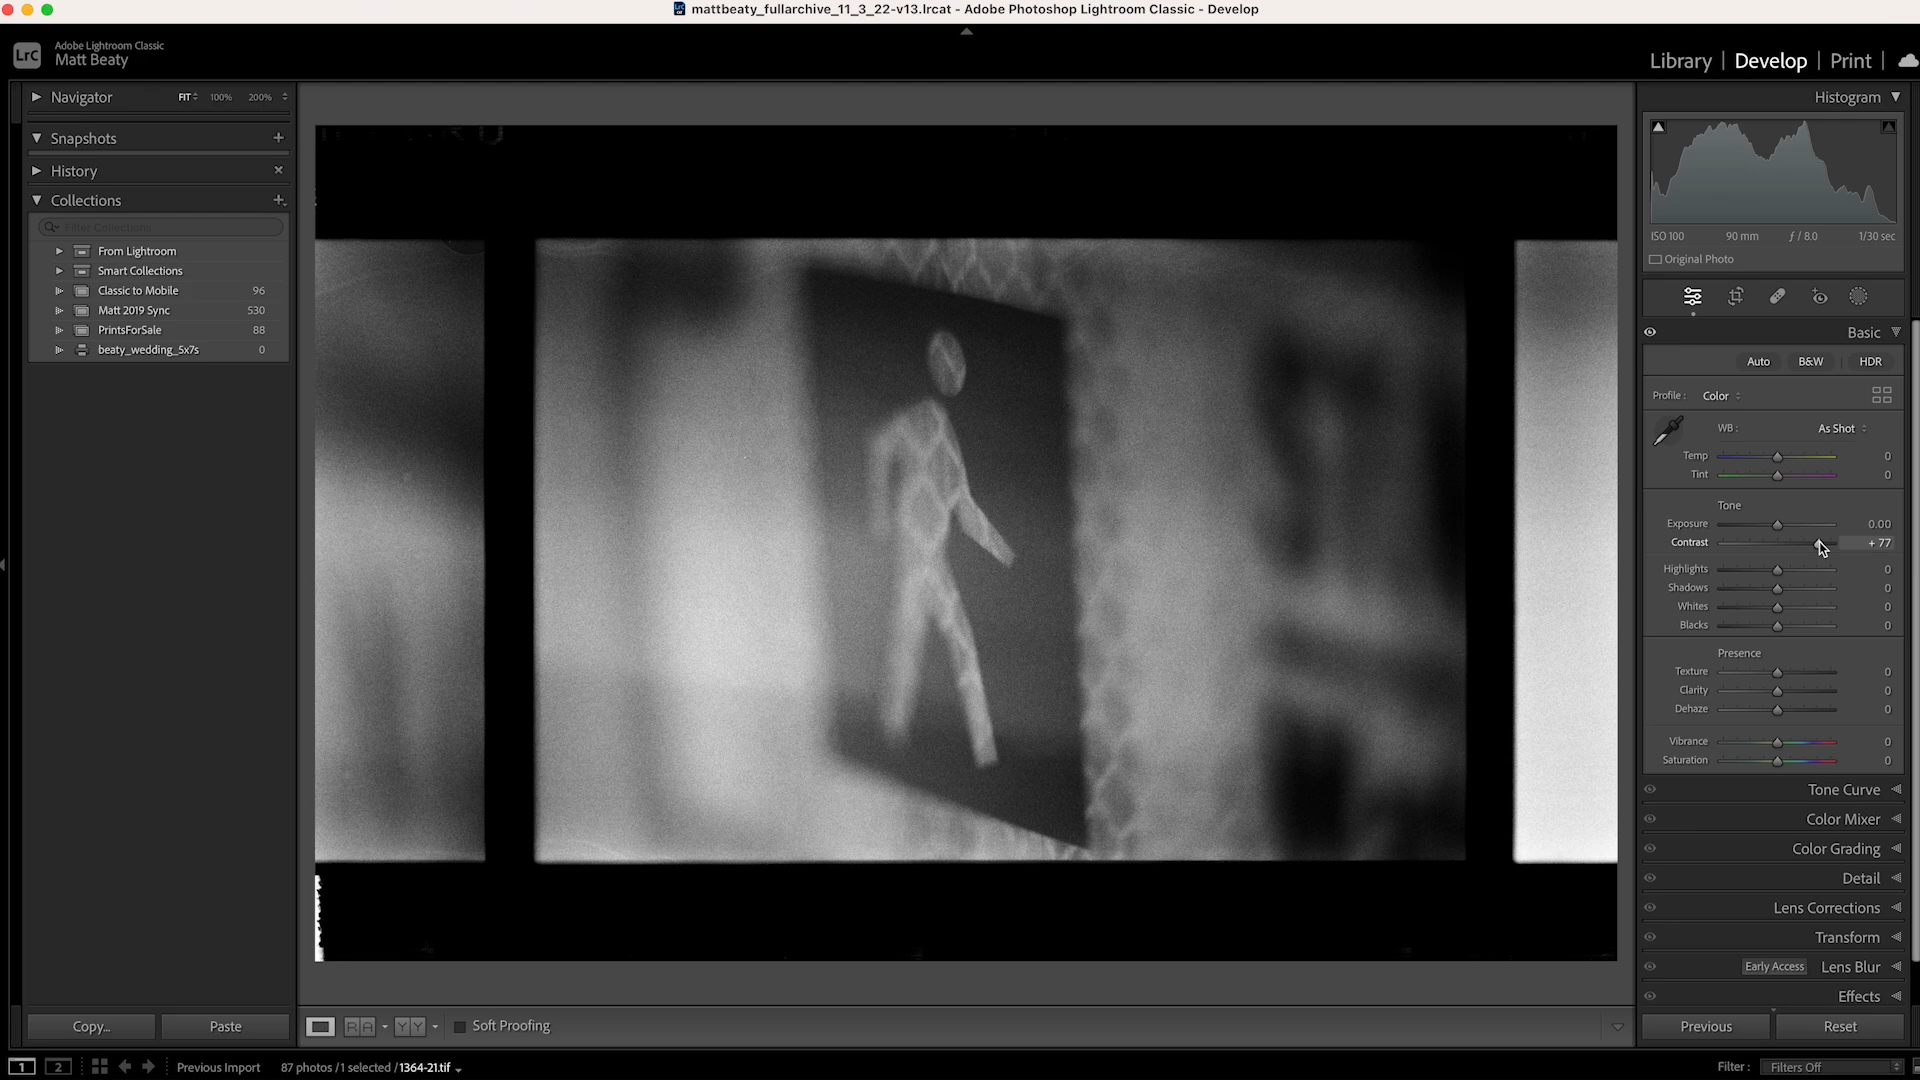 mattbeaty_fullarchive_11_3_22-v13.lrcat - Adobe Photoshop Lightroom Classic - Develop
LrC
Adobe Lightroom Classic
Matt Beaty
Library | Develop | Print |
Navigator FIT 100% 200%
Snapshots
History
Collections
Filter Collections
From Lightroom
Smart Collections
Classic to Mobile 96
Matt 2019 Sync 530
PrintsForSale 88
beaty_wedding_5x7s 0
Copy... Paste
Histogram
ISO 100 90 mm ƒ / 8.0 1/30 sec
Original Photo
Basic
Auto B&W HDR
Profile : Color
WB : As Shot
Temp 0
Tint 0
Tone
Exposure 0.00
Contrast + 77
Highlights 0
Shadows 0
Whites 0
Blacks 0
Presence
Texture 0
Clarity 0
Dehaze 0
Vibrance 0
Saturation 0
Tone Curve
Color Mixer
Color Grading
Detail
Lens Corrections
Transform
Early Access Lens Blur
Effects
Previous Reset
R A Y Y Soft Proofing
1 2 Previous Import 87 photos / 1 selected / 1364-21.tif
Filter : Filters Off